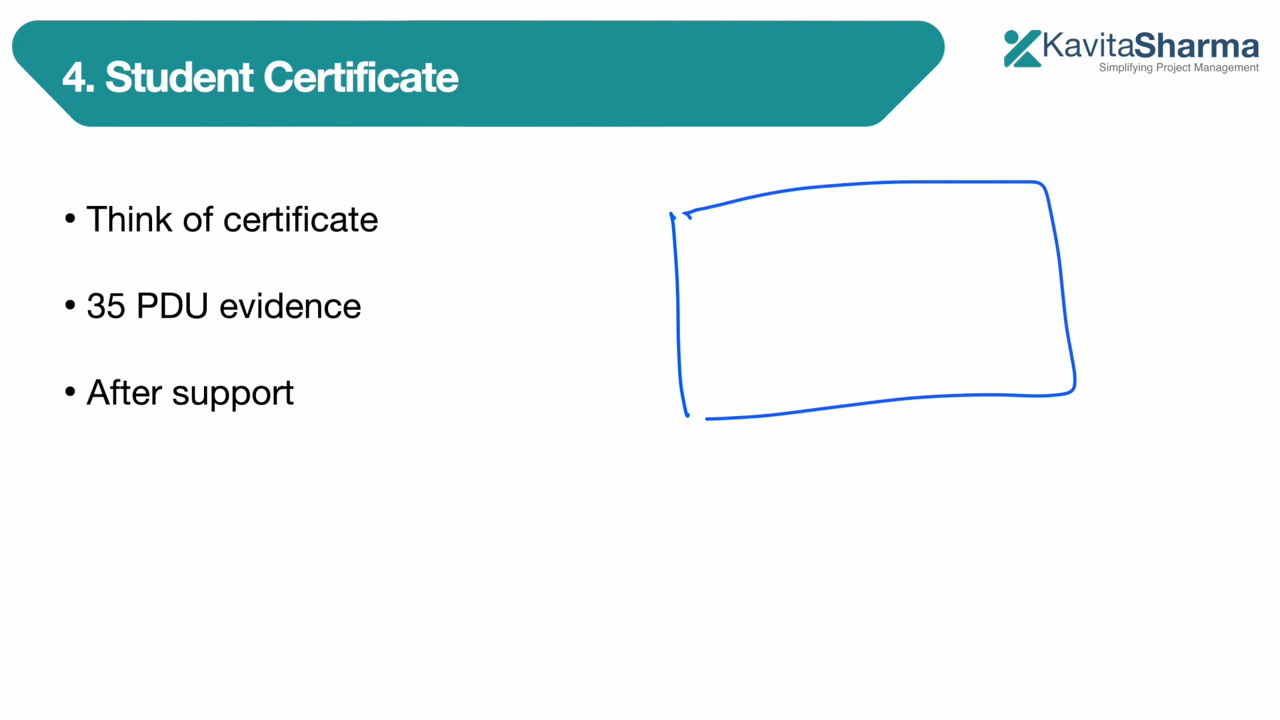 4. Student Certificate
KavitaSharma
Simplifying Project Management
• Think of certificate
• 35 PDU evidence
• After support